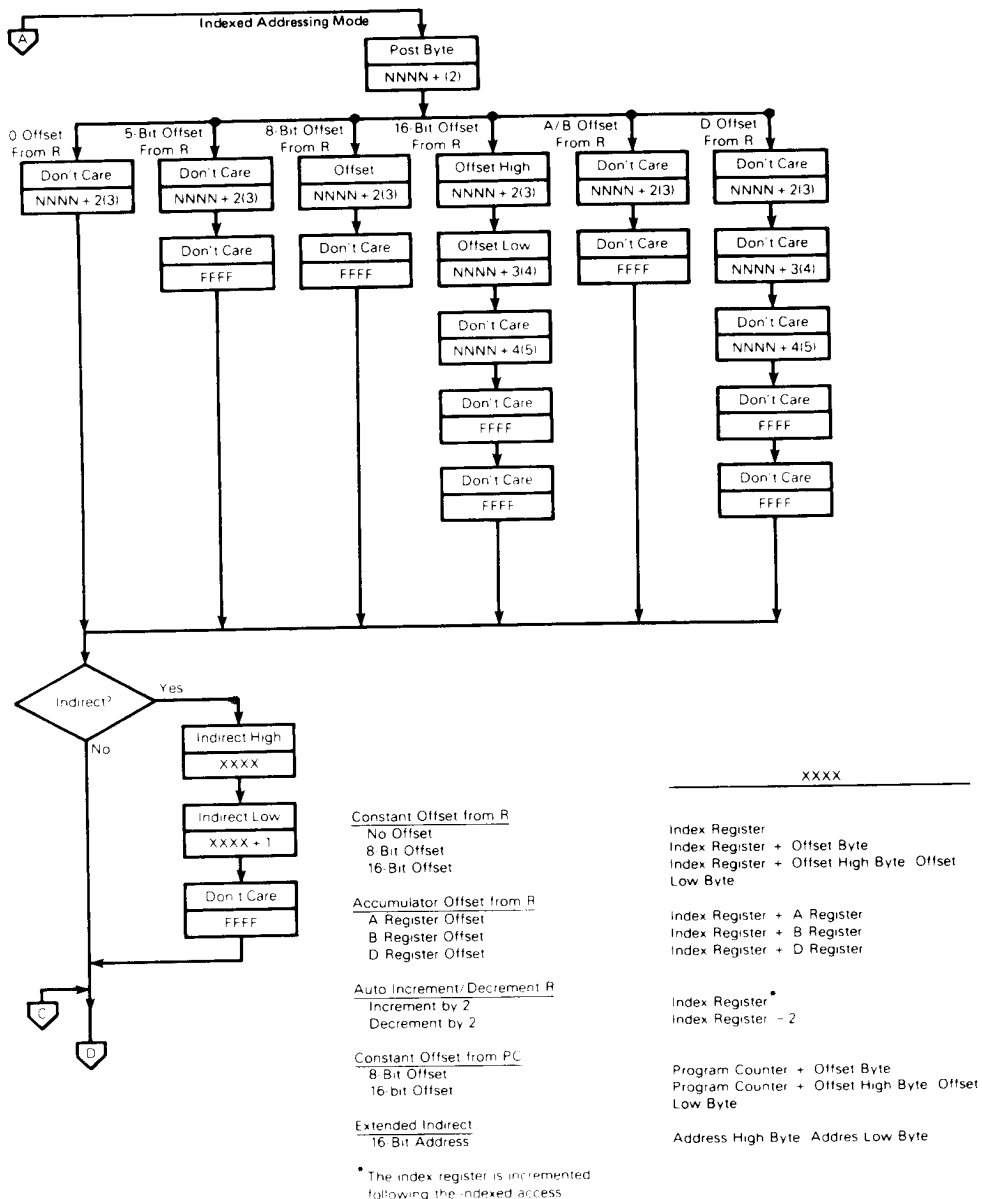 Indexed Addressing Mode
A
Post Byte
NNNN + (2)
0 Offset
From R
5-Bit Offset
From R
8-Bit Offset
From R
16-Bit Offset
From R
A/B Offset
From R
D Offset
From R
Don't Care
NNNN + 2(3)
Don't Care
NNNN + 2(3)
Offset
NNNN + 2(3)
Offset High
NNNN + 2(3)
Don't Care
NNNN + 2(3)
Don't Care
NNNN + 2(3)
Don't Care
FFFF
Don't Care
FFFF
Offset Low
NNNN + 3(4)
Don't Care
FFFF
Don't Care
NNNN + 3(4)
Don't Care
NNNN + 4(5)
Don't Care
NNNN + 4(5)
Don't Care
FFFF
Don't Care
FFFF
Don't Care
FFFF
Don't Care
FFFF
Indirect?
Yes
No
Indirect High
XXXX
Indirect Low
XXXX + 1
Don't Care
FFFF
C
D
XXXX
Constant Offset from R
No Offset Index Register
8 Bit Offset Index Register + Offset Byte
16-Bit Offset Index Register + Offset High Byte Offset
Low Byte
Accumulator Offset from R
A Register Offset Index Register + A Register
B Register Offset Index Register + B Register
D Register Offset Index Register + D Register
Auto Increment/Decrement R
Increment by 2 Index Register*
Decrement by 2 Index Register - 2
Constant Offset from PC
8-Bit Offset Program Counter + Offset Byte
16-bit Offset Program Counter + Offset High Byte Offset
Low Byte
Extended Indirect
16-Bit Address Address High Byte Addres Low Byte
* The index register is incremented
following the indexed access